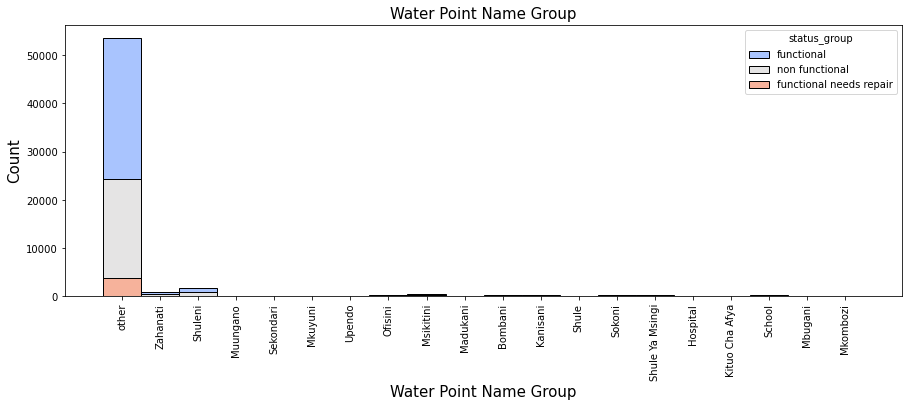 Water Point Name Group
status_group
functional
non functional
functional needs repair
50000
40000
30000
20000
10000
0
Count
other
Zahanati
Shuleni
Muungano
Sekondari
Mkuyuni
Upendo
Ofisini
Msikitini
Madukani
Bombani
Kanisani
Shule
Sokoni
Shule Ya Msingi
Hospital
Kituo Cha Afya
School
Mbugani
Mkombozi
Water Point Name Group